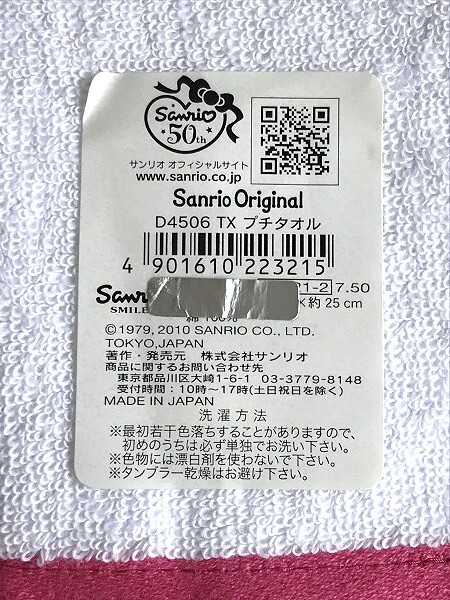 Sanrio
50th
サンリオ オフィシャルサイト
www.sanrio.co.jp
Sanrio Original
D4506 TX プチタオル
4 901610 223215
Sanri 21-2 7.50
SMILE 約 25 cm
綿 100%
©1979, 2010 SANRIO CO., LTD.
TOKYO, JAPAN
著作・発売元 株式会社サンリオ
商品に関するお問い合わせ先
東京都品川区大崎1-6-1 03-3779-8148
受付時間:10時〜17時(土日祝日を除く)
MADE IN JAPAN
洗濯方法
※最初若干色落ちすることがありますので、
初めのうちは必ず単独でお洗い下さい。
※色物には漂白剤を使わないで下さい。
※タンブラー乾燥はお避け下さい。